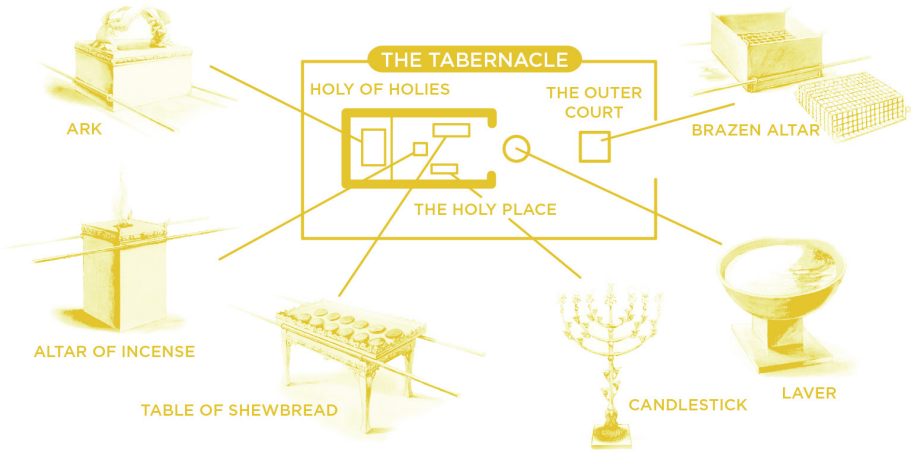 THE TABERNACLE
HOLY OF HOLIES
THE OUTER
COURT
ARK
BRAZEN ALTAR
THE HOLY PLACE
ALTAR OF INCENSE
TABLE OF SHEWBREAD
CANDLESTICK
LAVER